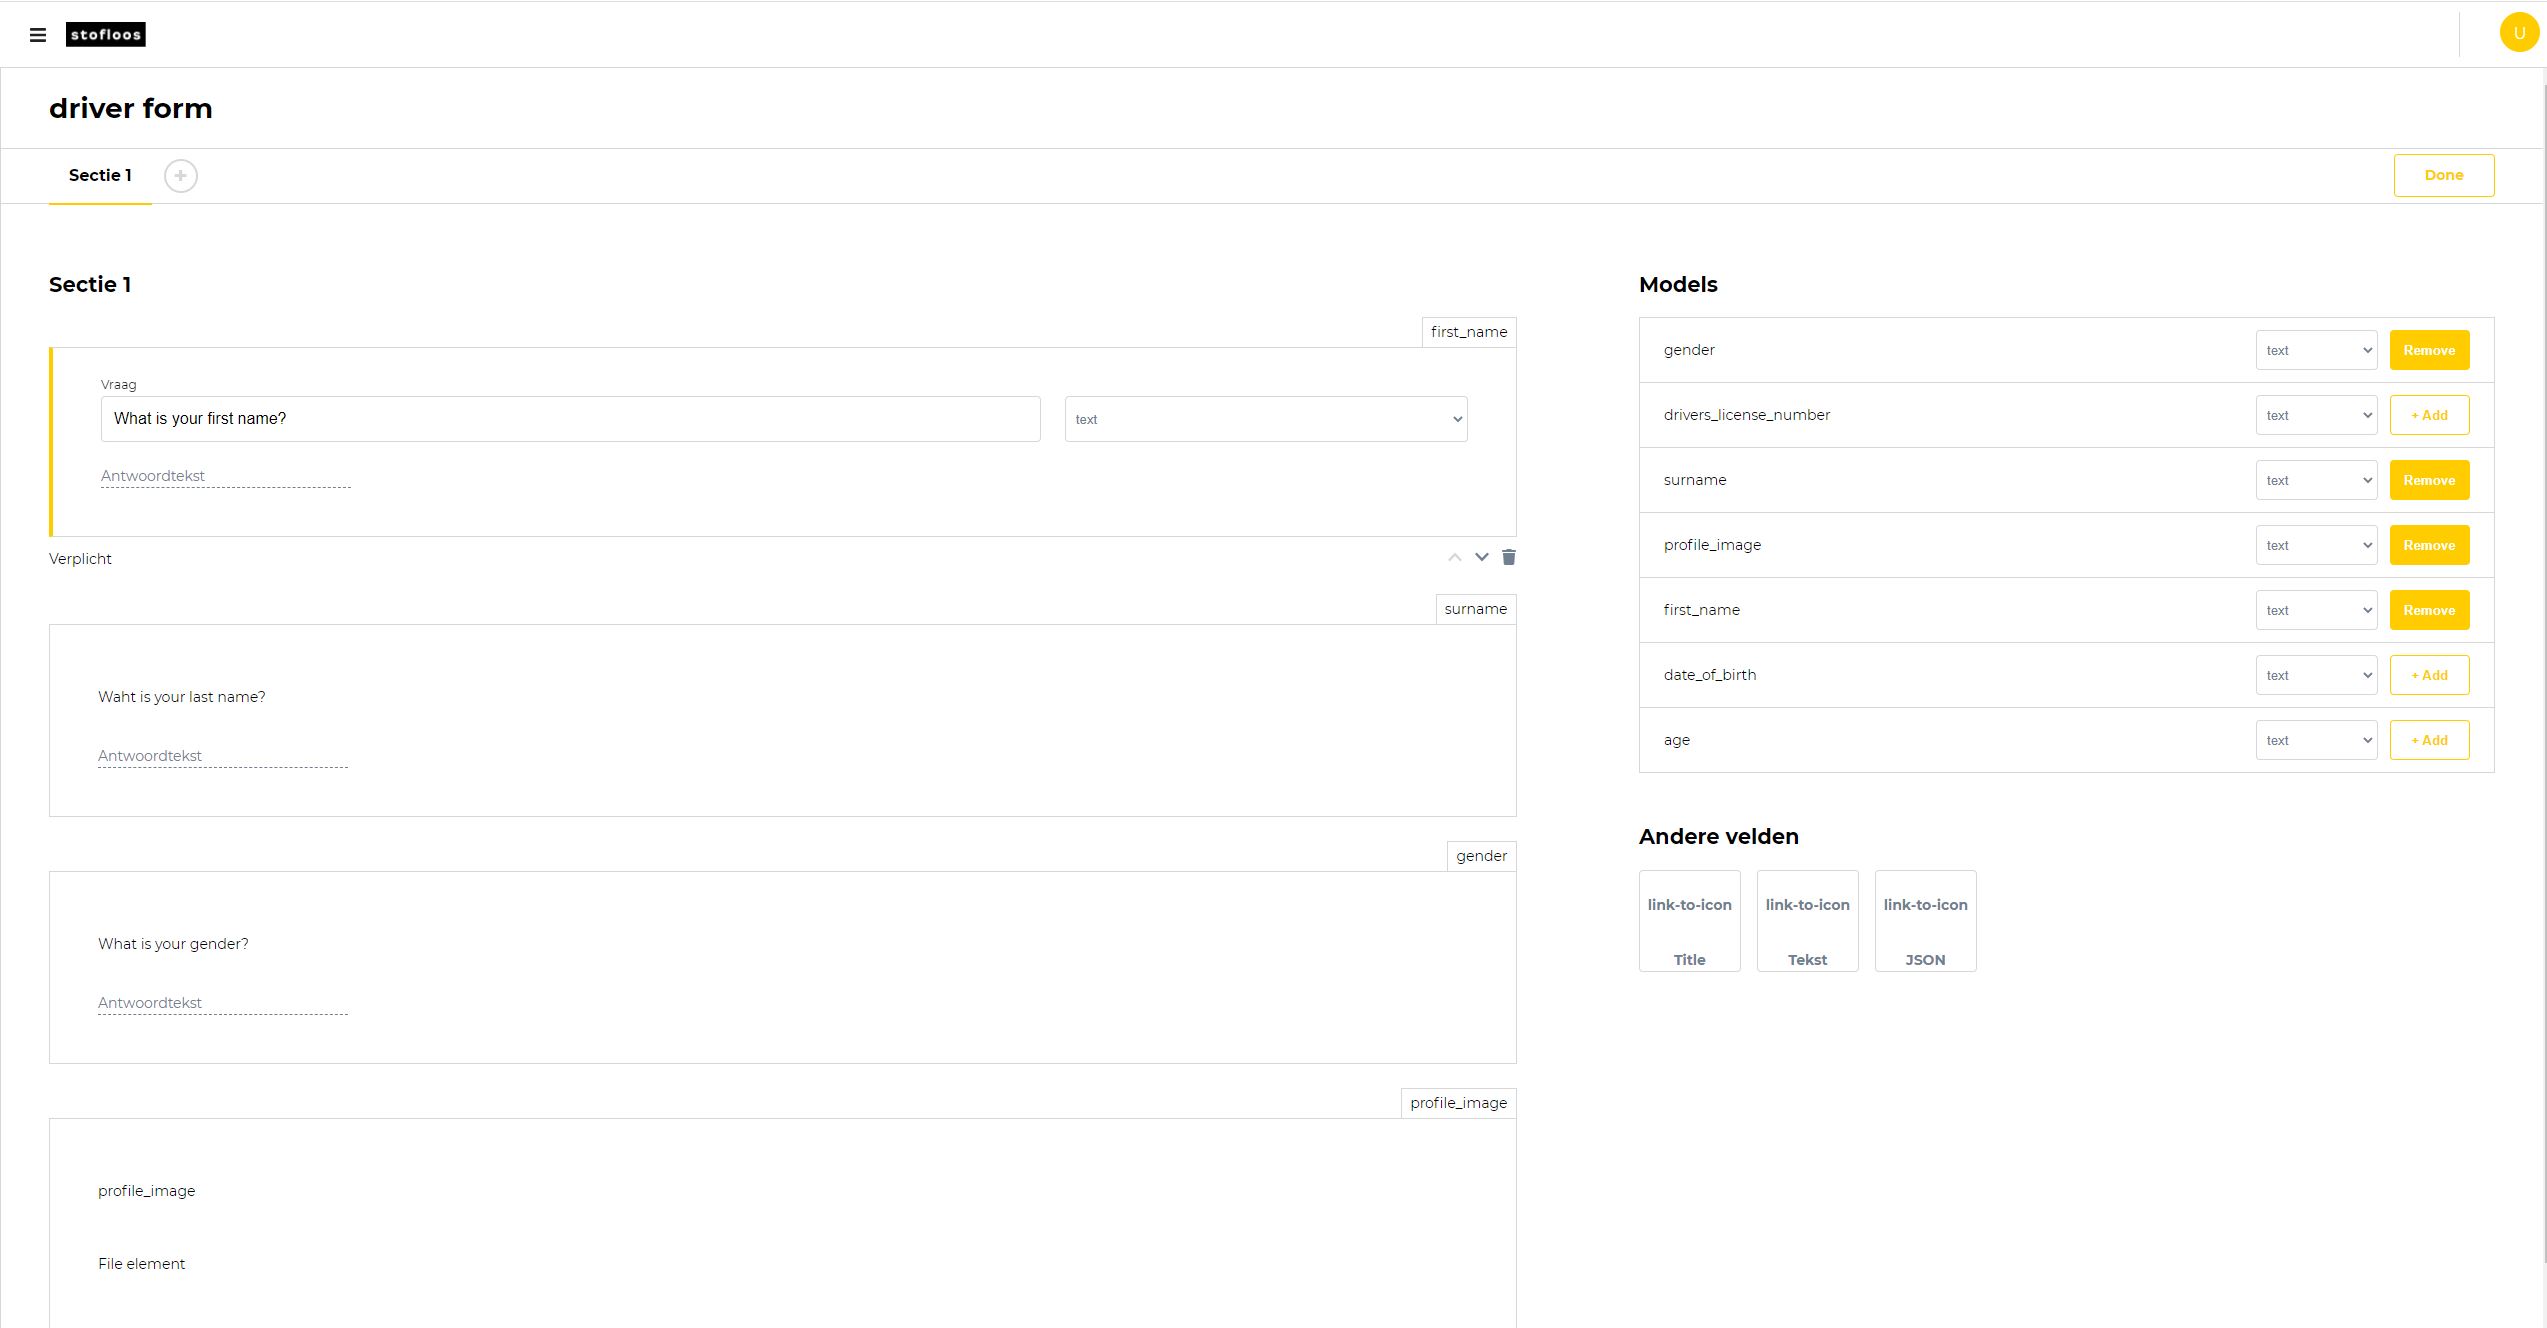 stofloos
U
driver form
Sectie 1
Done
Sectie 1
first_name
Vraag
What is your first name?
text
Antwoordtekst
Verplicht
surname
Waht is your last name?
Antwoordtekst
gender
What is your gender?
Antwoordtekst
profile_image
profile_image
File element
Models
gender text Remove
drivers_license_number text + Add
surname text Remove
profile_image text Remove
first_name text Remove
date_of_birth text + Add
age text + Add
Andere velden
link-to-icon link-to-icon link-to-icon
Title Tekst JSON